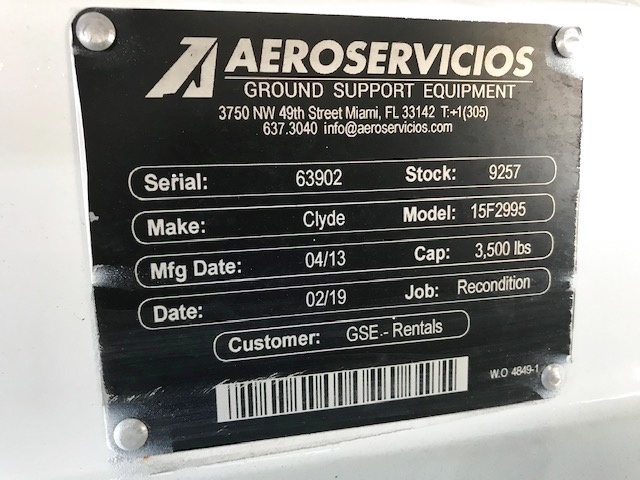 AEROSERVICIOS
GROUND SUPPORT EQUIPMENT
3750 NW 49th Street Miami, FL 33142 T:+1(305)
637.3040 info@aeroservicios.com
Serial: 63902 Stock: 9257
Make: Clyde Model: 15F2995
Mfg Date: 04/13 Cap: 3,500 lbs
Date: 02/19 Job: Recondition
Customer: GSE.- Rentals
W.O 4849-1